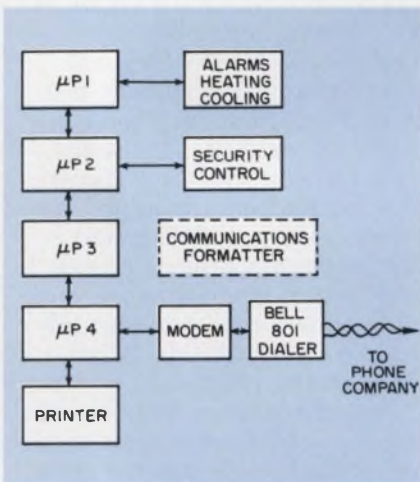 μP1
ALARMS
HEATING
COOLING
μP2
SECURITY
CONTROL
μP3
COMMUNICATIONS
FORMATTER
μP4
MODEM
BELL
801
DIALER
TO
PHONE
COMPANY
PRINTER